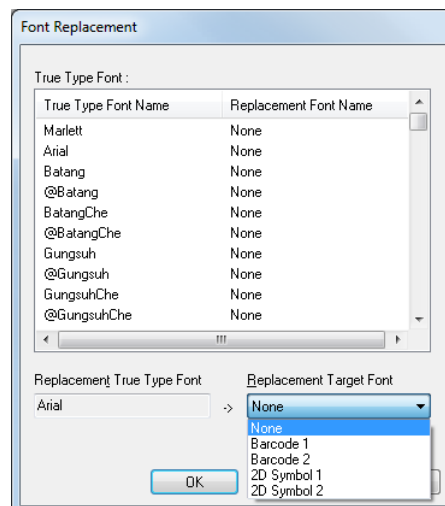 Font Replacement
True Type Font :
True Type Font Name Replacement Font Name
Marlett None
Arial None
Batang None
@Batang None
BatangChe None
@BatangChe None
Gungsuh None
@Gungsuh None
GungsuhChe None
@GungsuhChe None
Replacement True Type Font Replacement Target Font
Arial -> None
None
Barcode 1
Barcode 2
2D Symbol 1
2D Symbol 2
OK